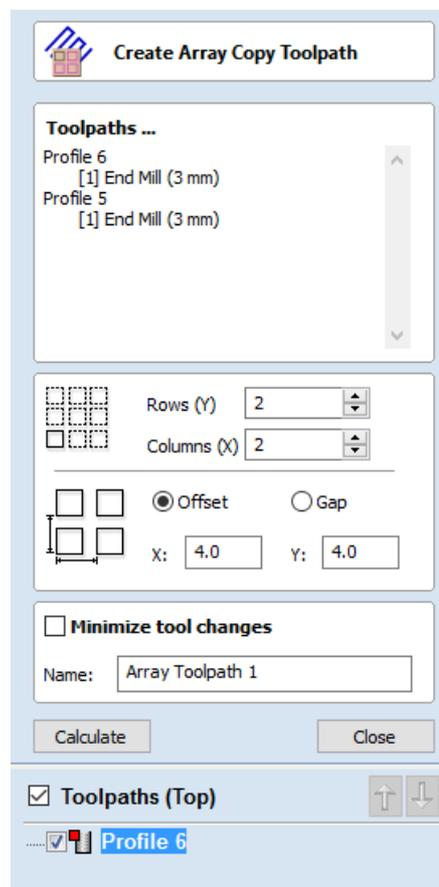 Create Array Copy Toolpath
Toolpaths ...
Profile 6
[1] End Mill (3 mm)
Profile 5
[1] End Mill (3 mm)
Rows (Y) 2
Columns (X) 2
Offset Gap
X: 4.0 Y: 4.0
Minimize tool changes
Name: Array Toolpath 1
Calculate Close
Toolpaths (Top)
Profile 6